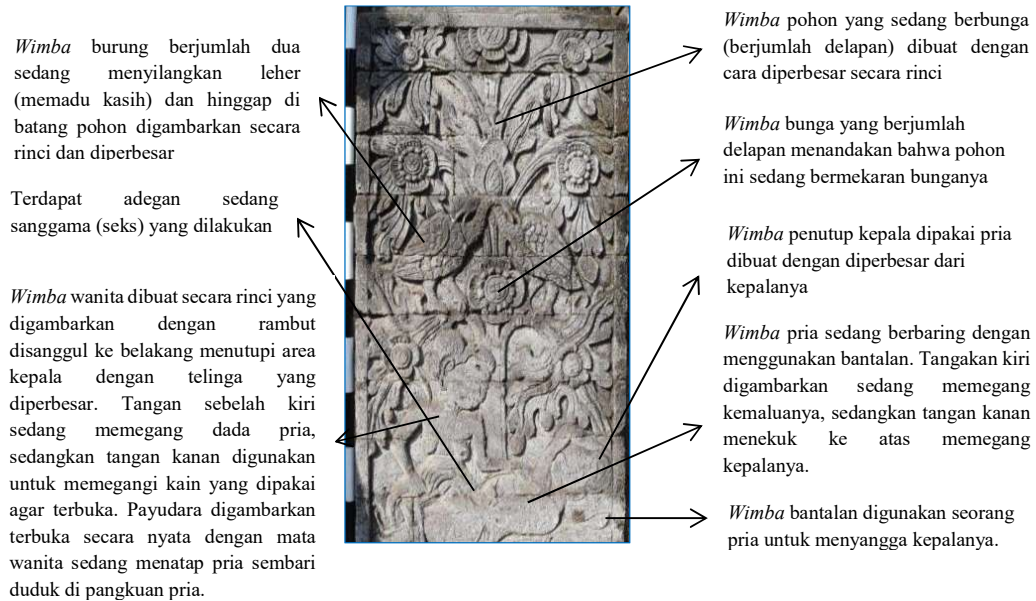 Wimba burung berjumlah dua
sedang menyilangkan leher
(memadu kasih) dan hinggap di
batang pohon digambarkan secara
rinci dan diperbesar
Terdapat adegan sedang
sanggama (seks) yang dilakukan
Wimba wanita dibuat secara rinci yang
digambarkan dengan rambut
disanggul ke belakang menutupi area
kepala dengan telinga yang
diperbesar. Tangan sebelah kiri
sedang memegang dada pria,
sedangkan tangan kanan digunakan
untuk memegangi kain yang dipakai
agar terbuka. Payudara digambarkan
terbuka secara nyata dengan mata
wanita sedang menatap pria sembari
duduk di pangkuan pria.
Wimba pohon yang sedang berbunga
(berjumlah delapan) dibuat dengan
cara diperbesar secara rinci
Wimba bunga yang berjumlah
delapan menandakan bahwa pohon
ini sedang bermekaran bunganya
Wimba penutup kepala dipakai pria
dibuat dengan diperbesar dari
kepalanya
Wimba pria sedang berbaring dengan
menggunakan bantalan. Tangakan kiri
digambarkan sedang memegang
kemaluanya, sedangkan tangan kanan
menekuk ke atas memegang
kepalanya.
Wimba bantalan digunakan seorang
pria untuk menyangga kepalanya.